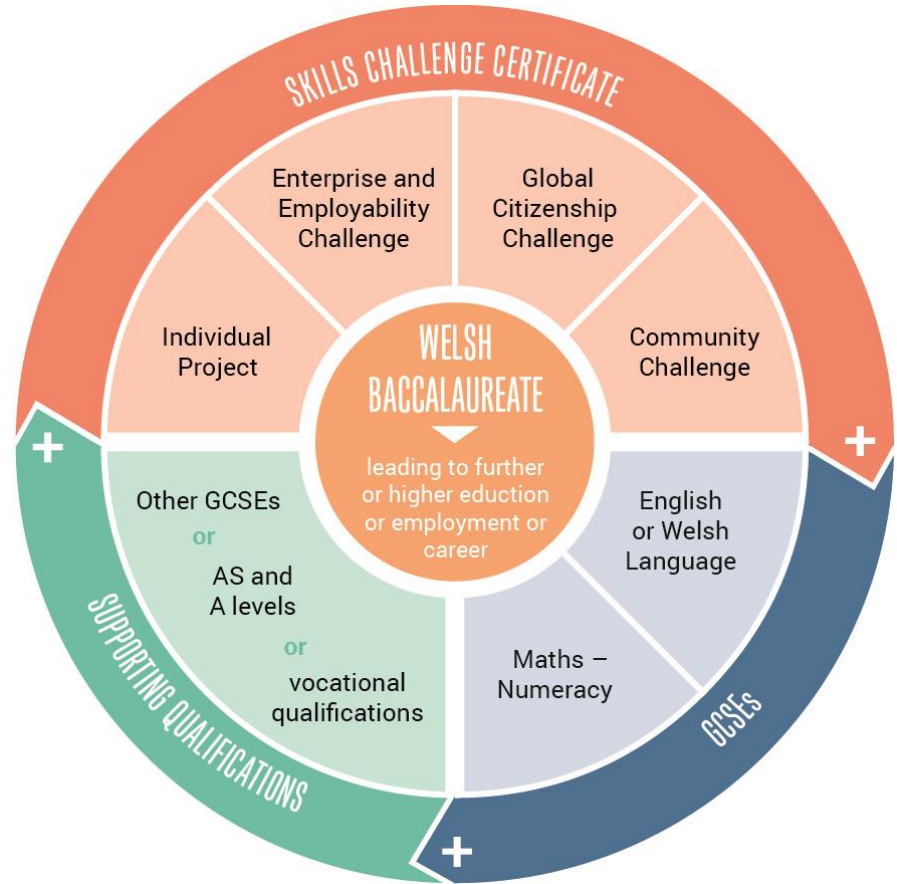 SKILLS CHALLENGE CERTIFICATE
Enterprise and
Employability
Challenge
Global
Citizenship
Challenge
Individual
Project
Community
Challenge
WELSH
BACCALAUREATE
leading to further
or higher eduction
or employment or
career
+
+
Other GCSEs
or
AS and
A levels
or
vocational
qualifications
English
or Welsh
Language
Maths –
Numeracy
SUPPORTING QUALIFICATIONS
GCSEs
+